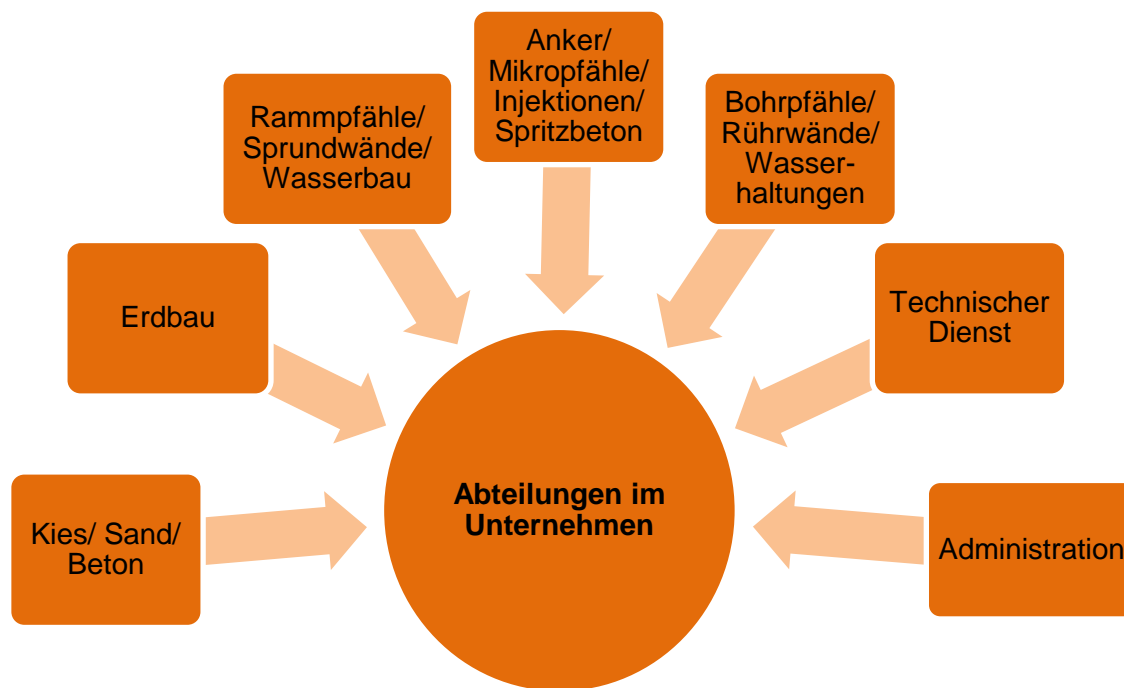 Anker/
Mikropfähle/
Injektionen/
Spritzbeton
Rammpfähle/
Sprundwände/
Wasserbau
Bohrpfähle/
Rührwände/
Wasser-
haltungen
Erdbau
Technischer
Dienst
Kies/ Sand/
Beton
Abteilungen im
Unternehmen
Administration